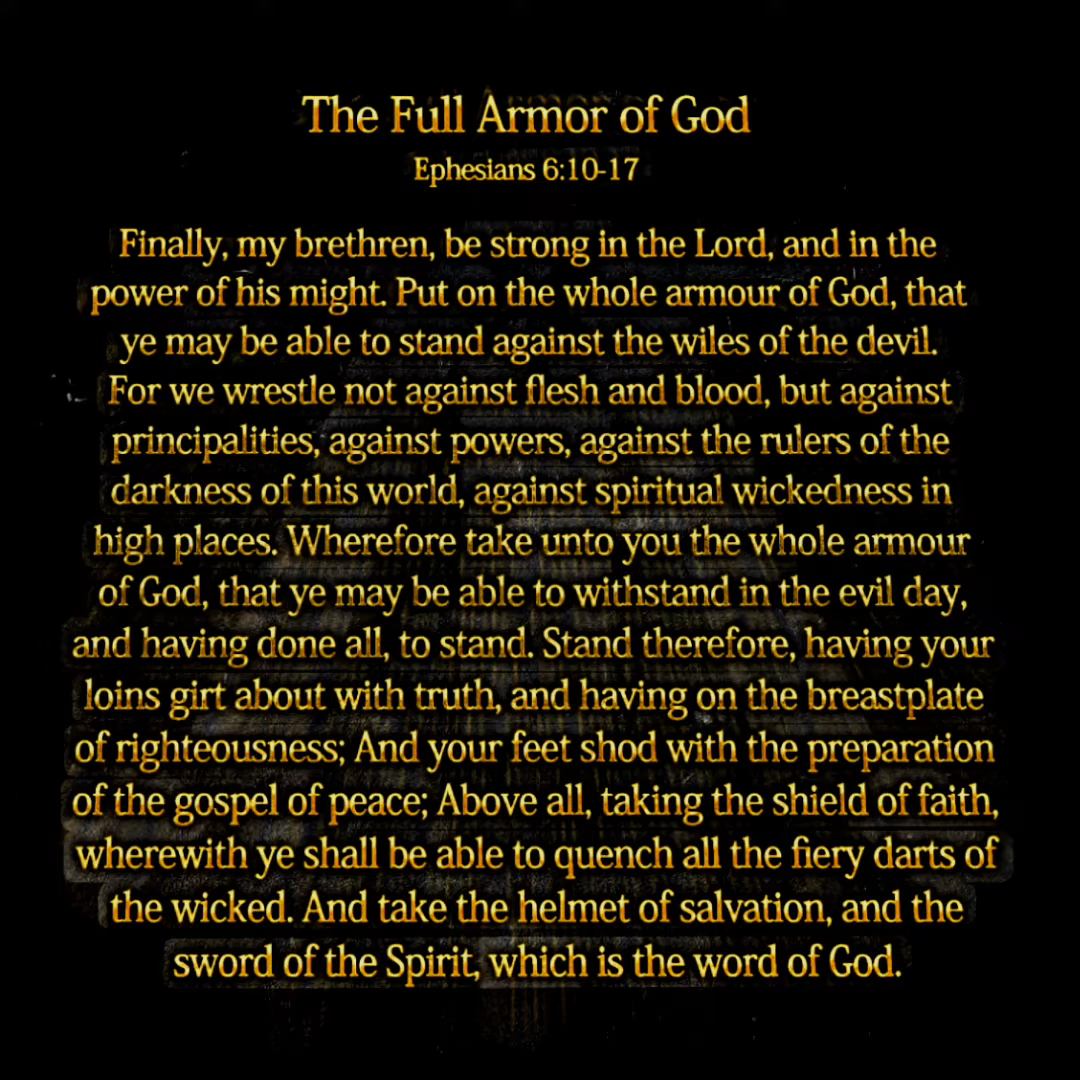 The Full Armor of God
Ephesians 6:10-17
Finally, my brethren, be strong in the Lord, and in the
power of his might. Put on the whole armour of God, that
ye may be able to stand against the wiles of the devil.
For we wrestle not against flesh and blood, but against
principalities, against powers, against the rulers of the
darkness of this world, against spiritual wickedness in
high places. Wherefore take unto you the whole armour
of God, that ye may be able to withstand in the evil day,
and having done all, to stand. Stand therefore, having your
loins girt about with truth, and having on the breastplate
of righteousness; And your feet shod with the preparation
of the gospel of peace; Above all, taking the shield of faith,
wherewith ye shall be able to quench all the fiery darts of
the wicked. And take the helmet of salvation, and the
sword of the Spirit, which is the word of God.